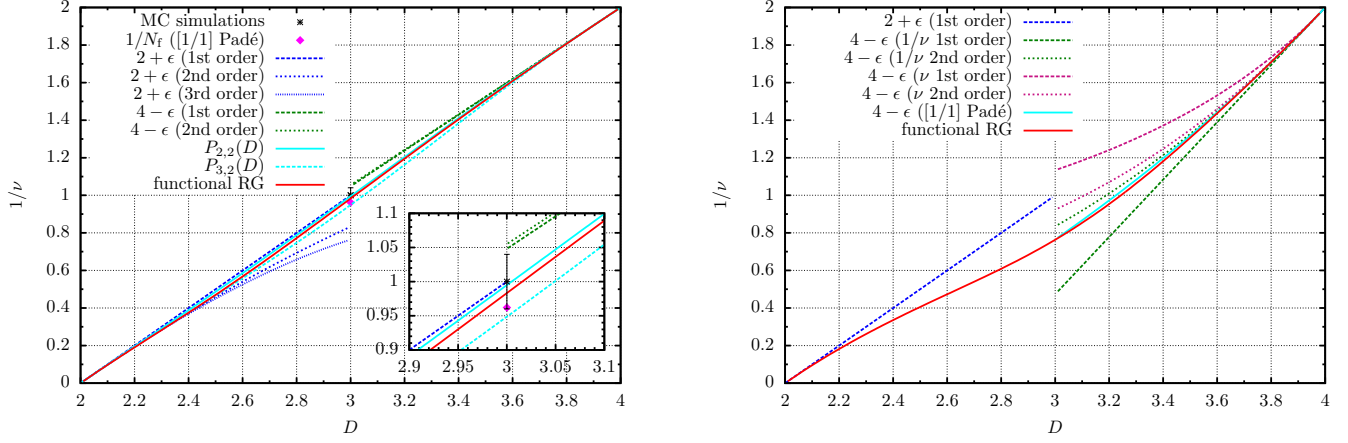 MC simulations
1/N_f ([1/1] Padé)
2 + ϵ (1st order)
2 + ϵ (2nd order)
2 + ϵ (3rd order)
4 − ϵ (1st order)
4 − ϵ (2nd order)
P_{2,2}(D)
P_{3,2}(D)
functional RG
1/ν
2
1.8
1.6
1.4
1.2
1
0.8
0.6
0.4
0.2
0
2 2.2 2.4 2.6 2.8 3 3.2 3.4 3.6 3.8 4
D
1.1
1.05
1
0.95
0.9
2.9 2.95 3 3.05 3.1
2 + ϵ (1st order)
4 − ϵ (1/ν 1st order)
4 − ϵ (1/ν 2nd order)
4 − ϵ (ν 1st order)
4 − ϵ (ν 2nd order)
4 − ϵ ([1/1] Padé)
functional RG
1/ν
2
1.8
1.6
1.4
1.2
1
0.8
0.6
0.4
0.2
0
2 2.2 2.4 2.6 2.8 3 3.2 3.4 3.6 3.8 4
D